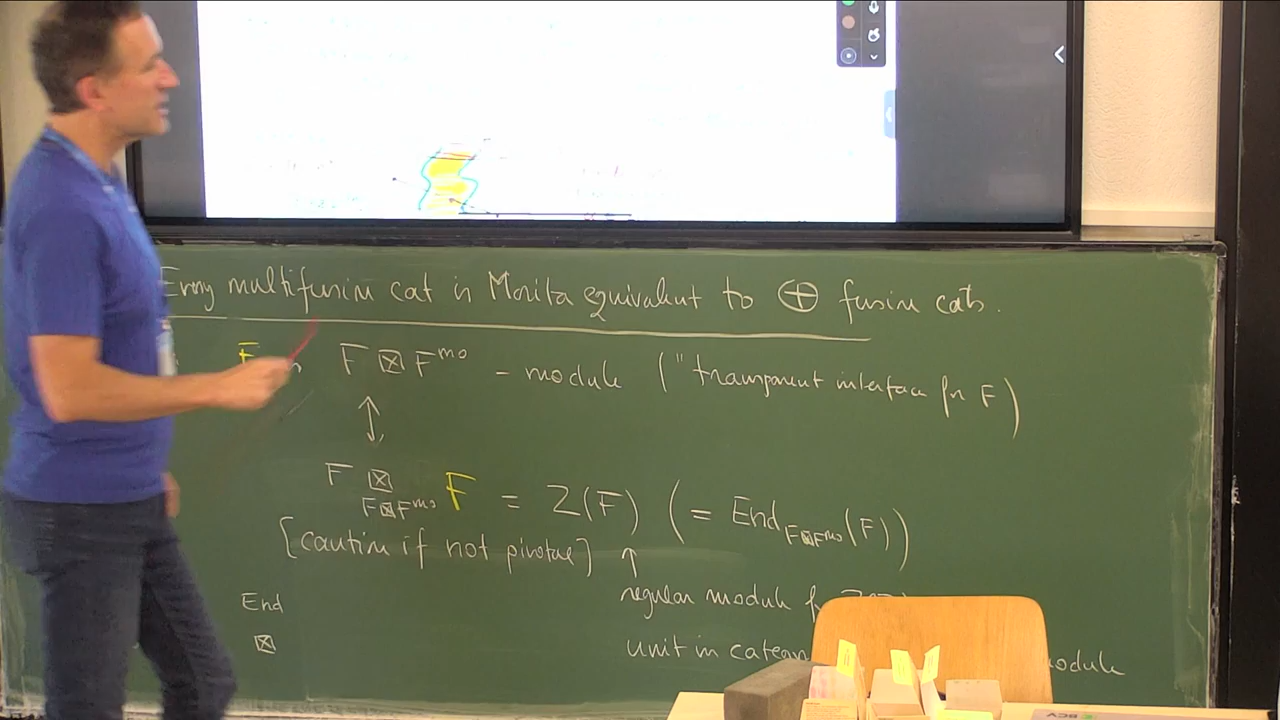 Every multifusion cat is Morita equivalent to ⊕ fusion cats.
F F ⊠ F^mo - module ("transparent interface for F)
↕
F ⊠_{F⊠F^mo} F = Z(F) (= End_{F⊠F^mo}(F))
[caution if not pivotal] ↑
End regular module f
⊠ unit in categ module